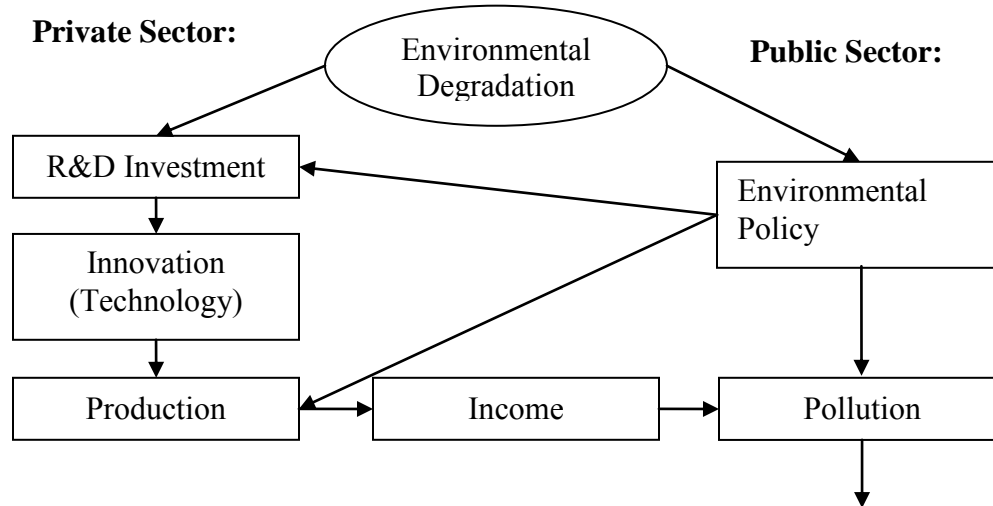 Private Sector:
Environmental
Degradation
Public Sector:
R&D Investment
Environmental
Policy
Innovation
(Technology)
Production
Income
Pollution